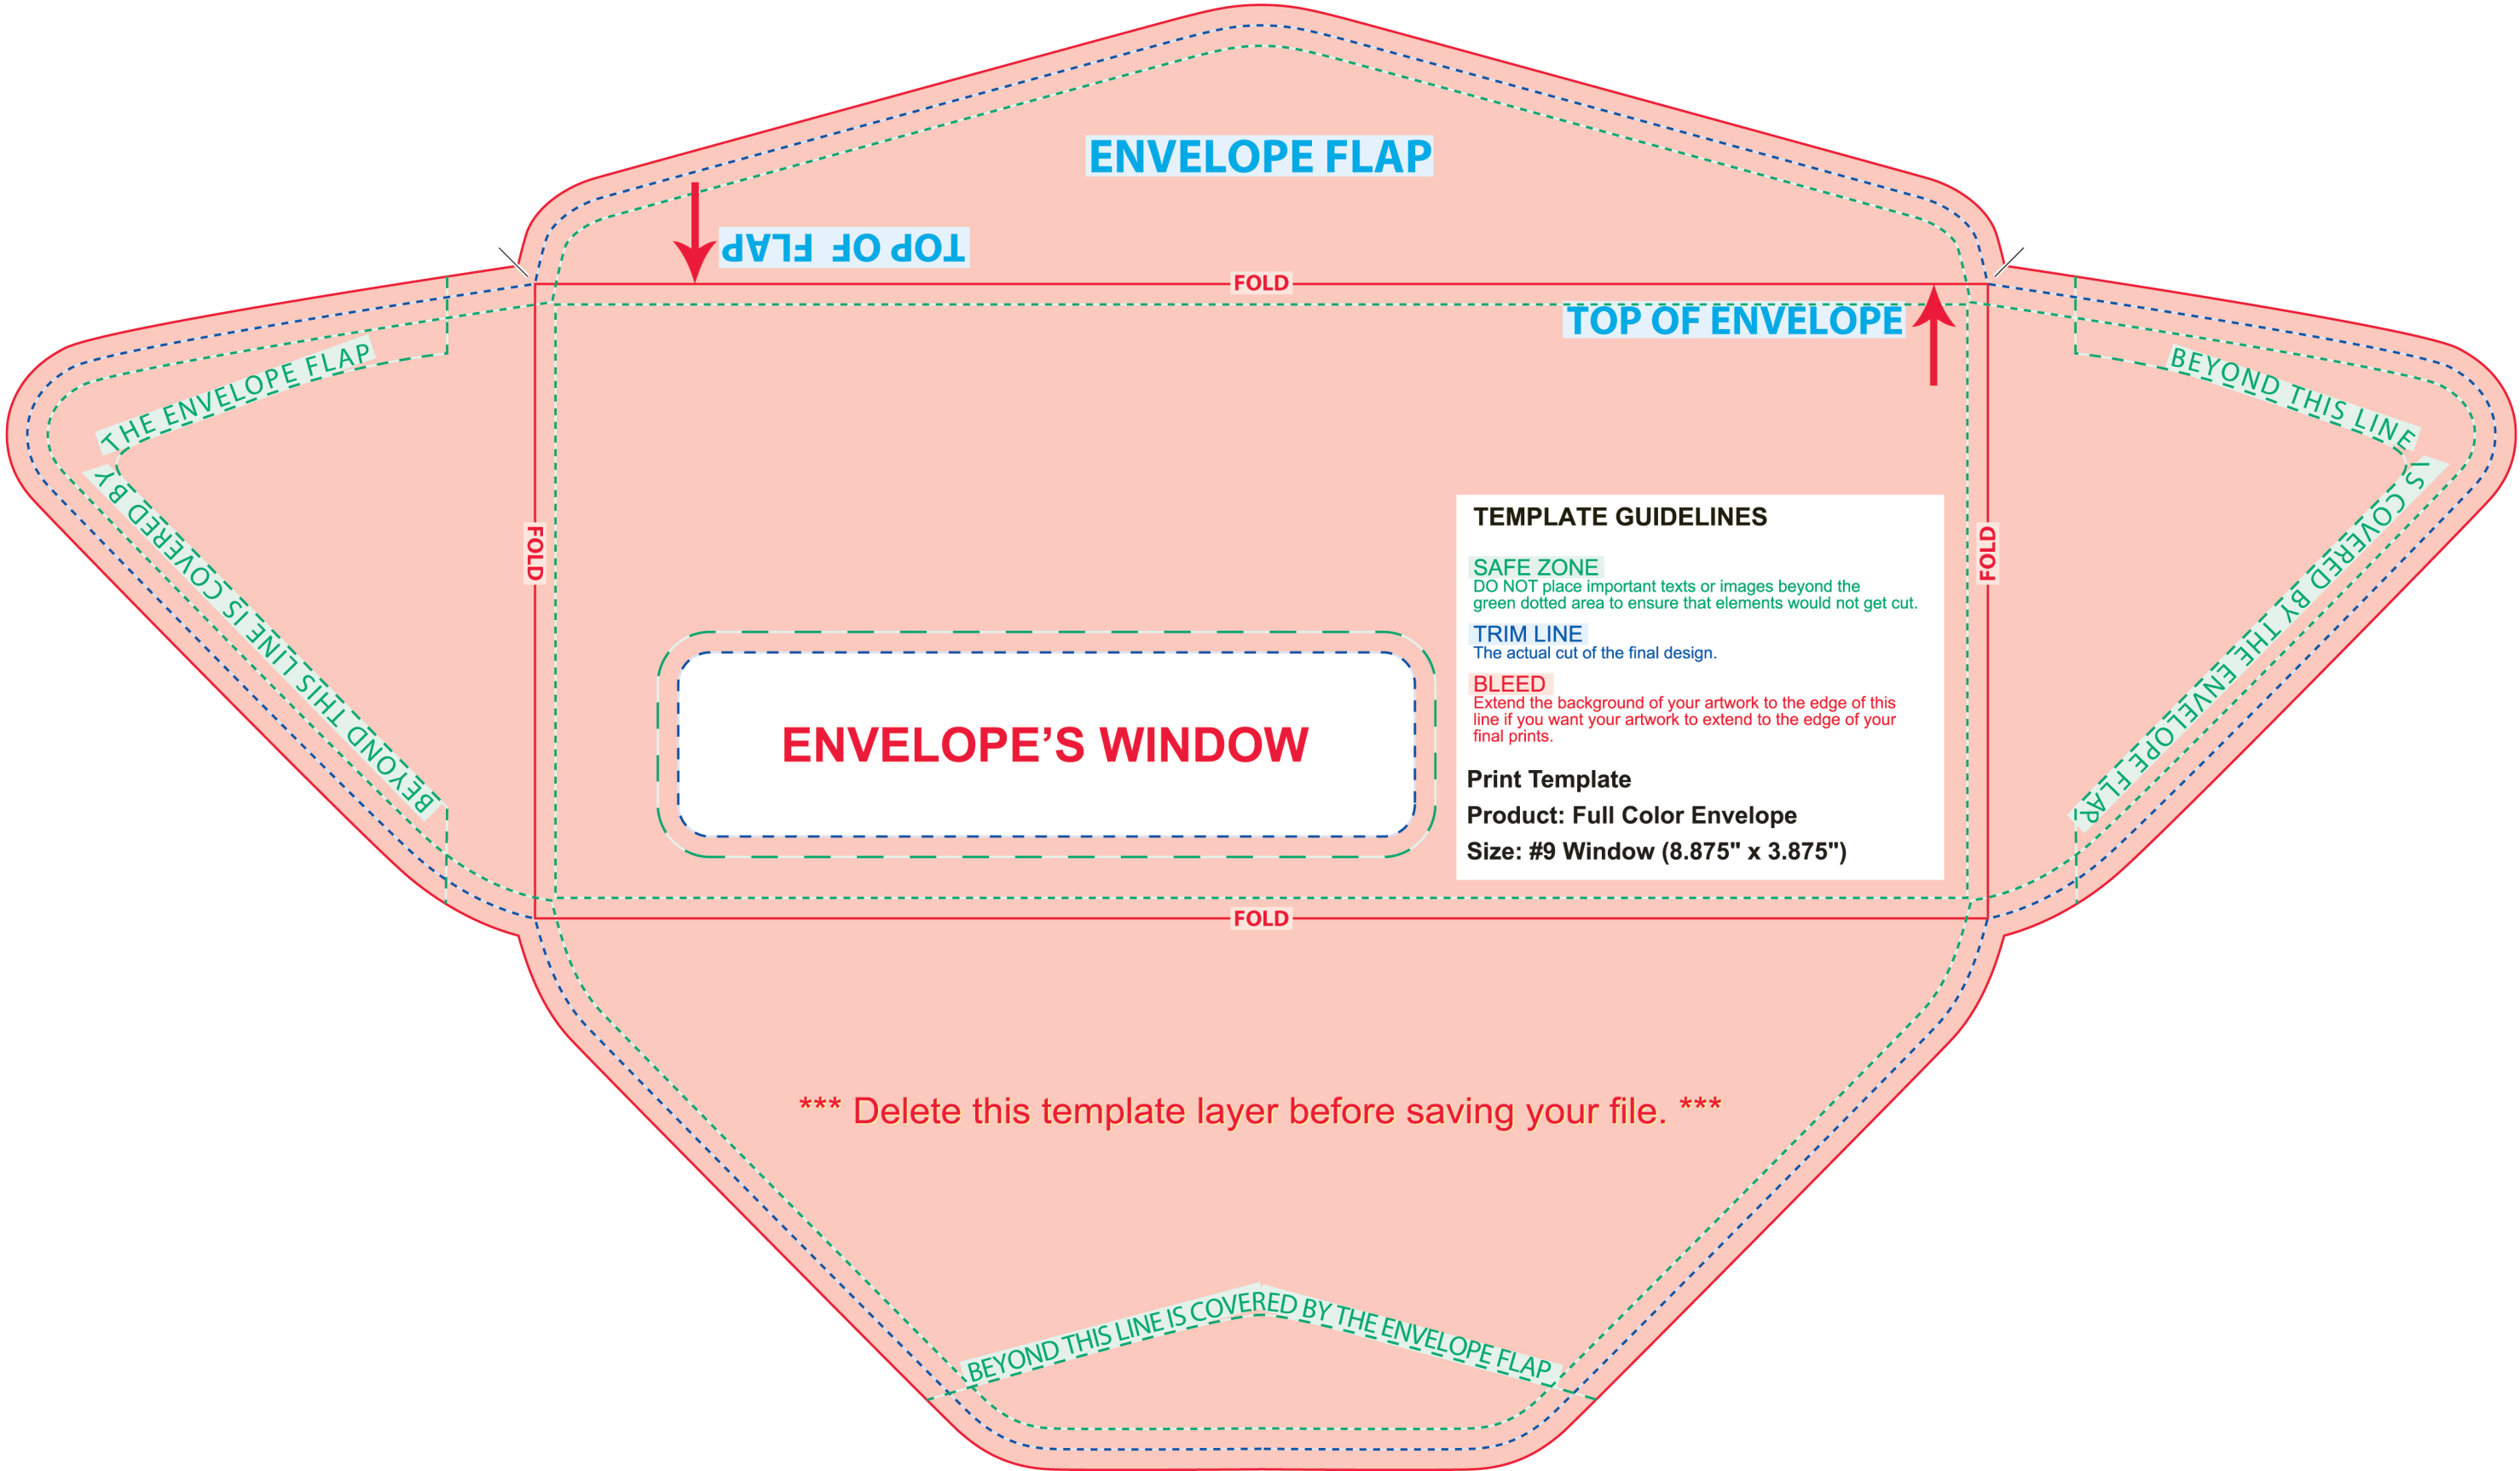 ENVELOPE FLAP
TOP OF FLAP
FOLD
TOP OF ENVELOPE
THE ENVELOPE FLAP
BEYOND THIS LINE IS COVERED BY
BEYOND THIS LINE
IS COVERED BY THE ENVELOPE FLAP
FOLD
FOLD
TEMPLATE GUIDELINES
SAFE ZONE
DO NOT place important texts or images beyond the
green dotted area to ensure that elements would not get cut.
TRIM LINE
The actual cut of the final design.
BLEED
Extend the background of your artwork to the edge of this
line if you want your artwork to extend to the edge of your
final prints.
Print Template
Product: Full Color Envelope
Size: #9 Window (8.875" x 3.875")
ENVELOPE’S WINDOW
FOLD
*** Delete this template layer before saving your file. ***
BEYOND THIS LINE IS COVERED BY THE ENVELOPE FLAP